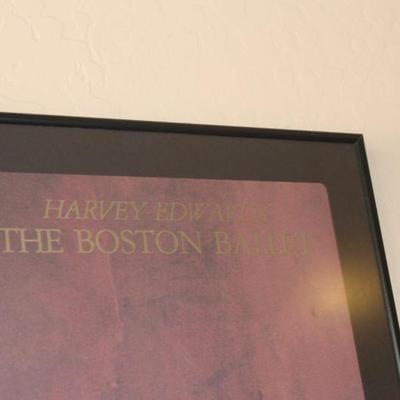 HARVEY EDWARDS
THE BOSTON BALLET